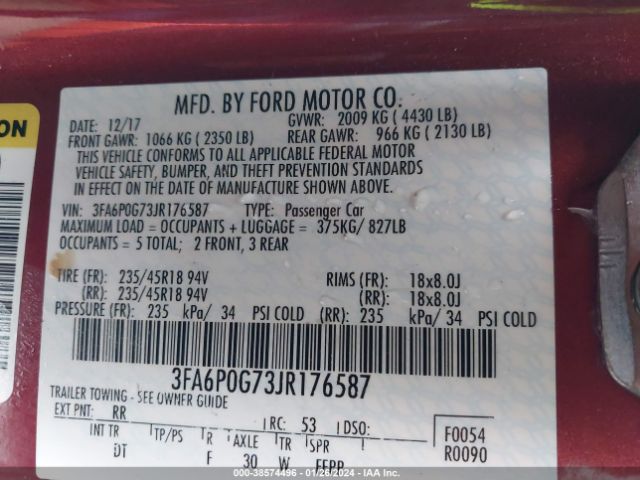 MFD. BY FORD MOTOR CO.
DATE: 12/17 GVWR: 2009 KG ( 4430 LB)
FRONT GAWR: 1066 KG ( 2350 LB) REAR GAWR: 966 KG ( 2130 LB)
THIS VEHICLE CONFORMS TO ALL APPLICABLE FEDERAL MOTOR
VEHICLE SAFETY, BUMPER, AND THEFT PREVENTION STANDARDS
IN EFFECT ON THE DATE OF MANUFACTURE SHOWN ABOVE.
VIN: 3FA6P0G73JR176587 TYPE: Passenger Car
MAXIMUM LOAD = OCCUPANTS + LUGGAGE = 375KG/ 827LB
OCCUPANTS = 5 TOTAL; 2 FRONT, 3 REAR
TIRE (FR): 235/45R18 94V RIMS (FR): 18x8.0J
(RR): 235/45R18 94V (RR): 18x8.0J
PRESSURE (FR): 235 kPa/ 34 PSI COLD (RR): 235 kPa/ 34 PSI COLD
3FA6P0G73JR176587
TRAILER TOWING - SEE OWNER GUIDE
EXT PNT: RR RC: 53 DSO:
INT TR TP/PS R AXLE TR SPR F0054
DT F 30 W R0090
ON
000-38574496 - 01/26/2024 - IAA Inc.